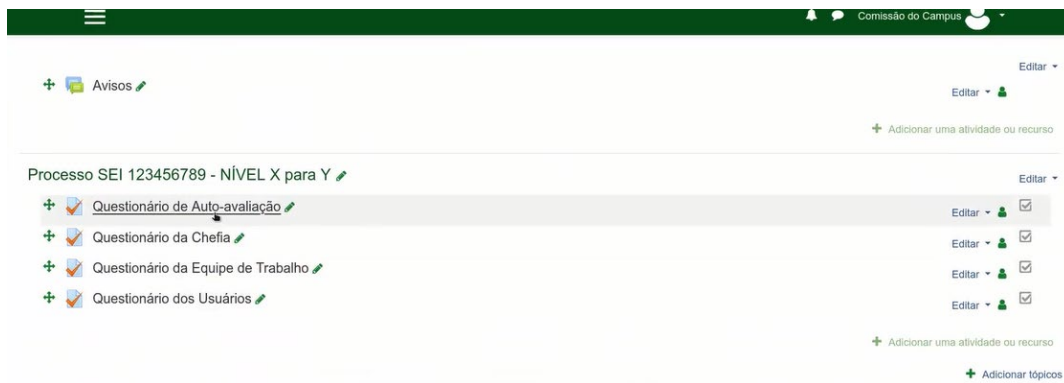 Comissão do Campus
Editar
Avisos
Editar
Adicionar uma atividade ou recurso
Processo SEI 123456789 - NÍVEL X para Y
Editar
Questionário de Auto-avaliação
Editar
Questionário da Chefia
Editar
Questionário da Equipe de Trabalho
Editar
Questionário dos Usuários
Editar
Adicionar uma atividade ou recurso
Adicionar tópicos